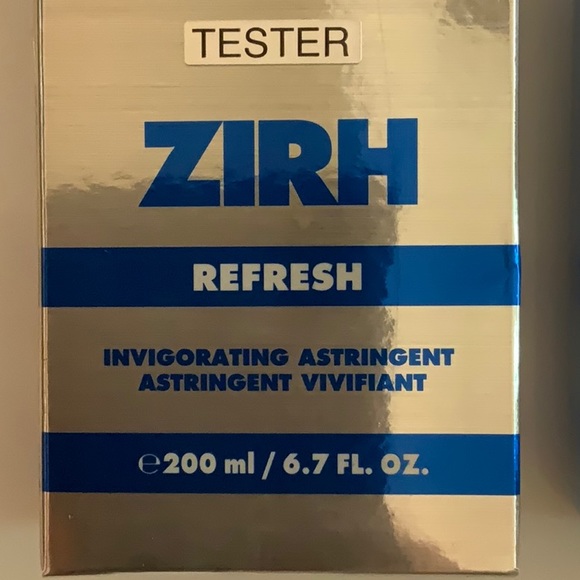 TESTER
ZIRH
REFRESH
INVIGORATING ASTRINGENT
ASTRINGENT VIVIFIANT
℮200 ml / 6.7 FL. OZ.